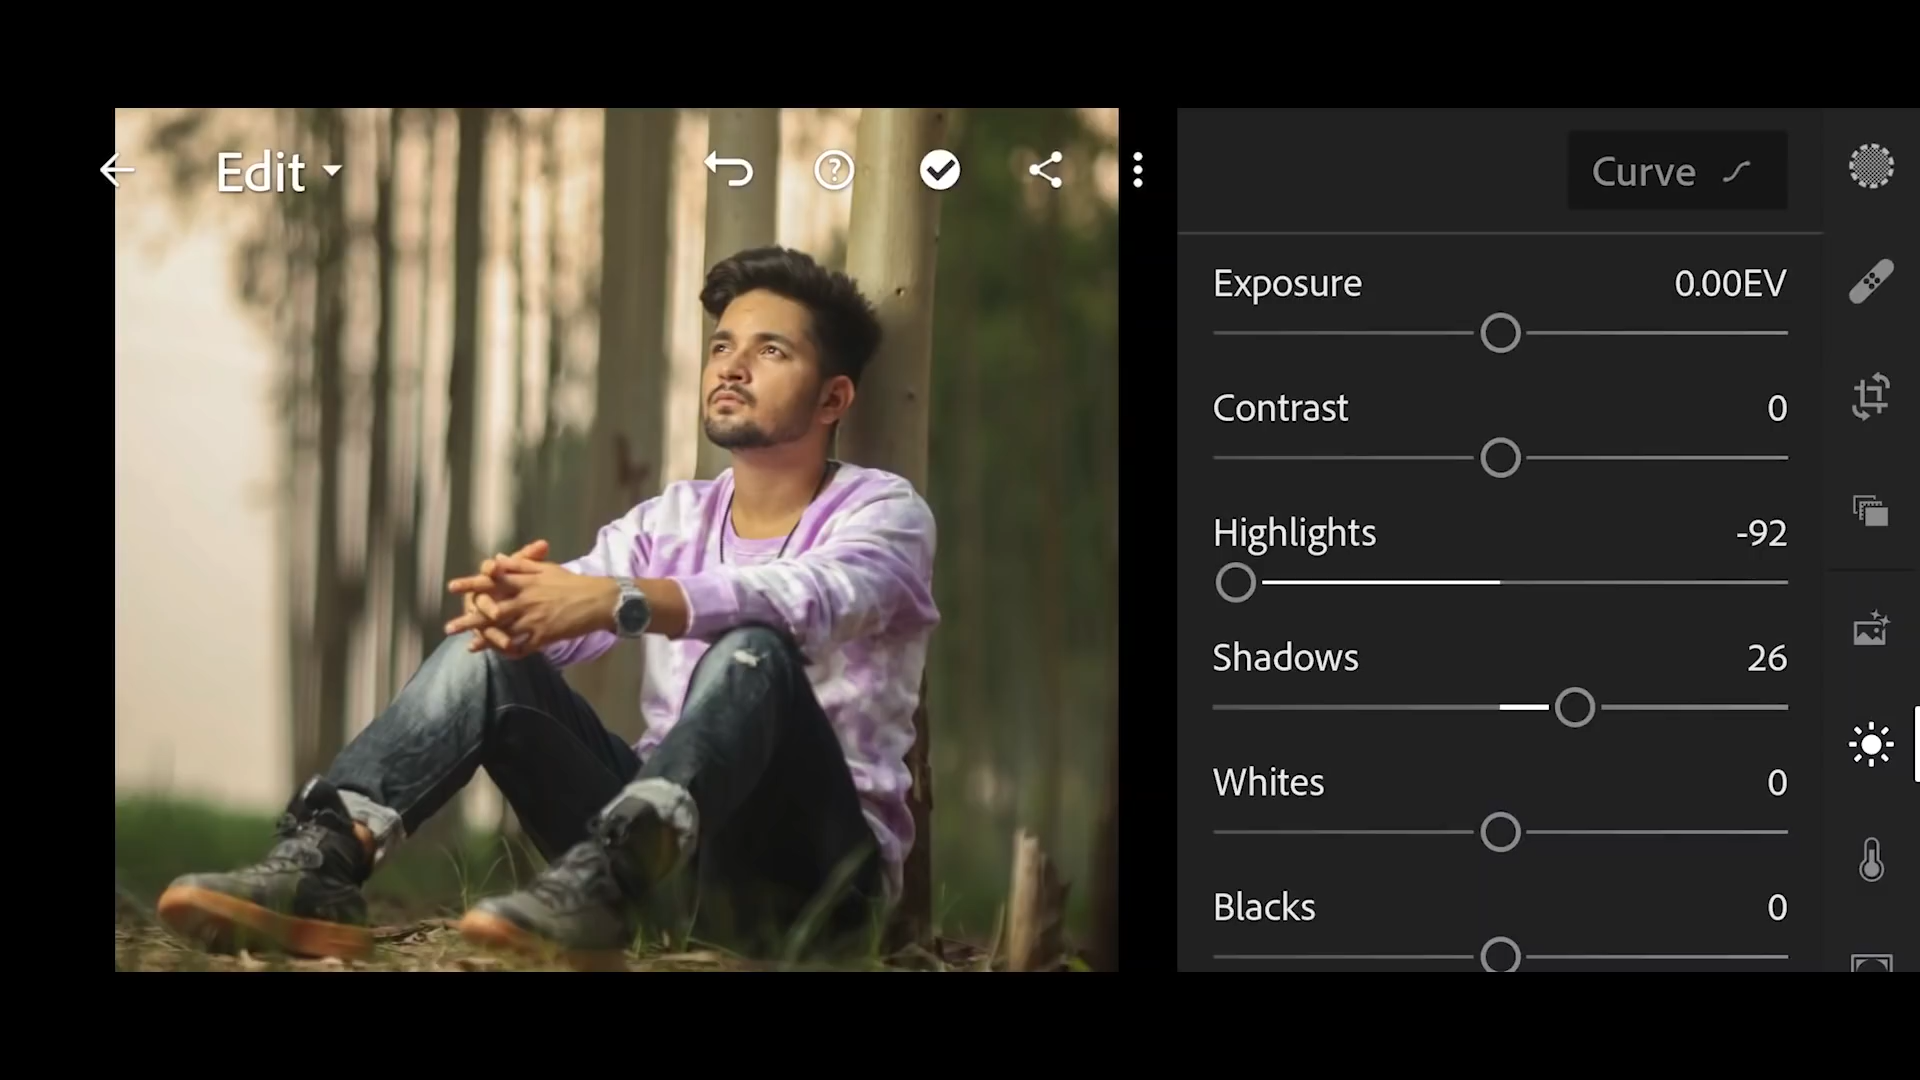 Edit
Curve
Exposure 0.00EV
Contrast 0
Highlights -92
Shadows 26
Whites 0
Blacks 0